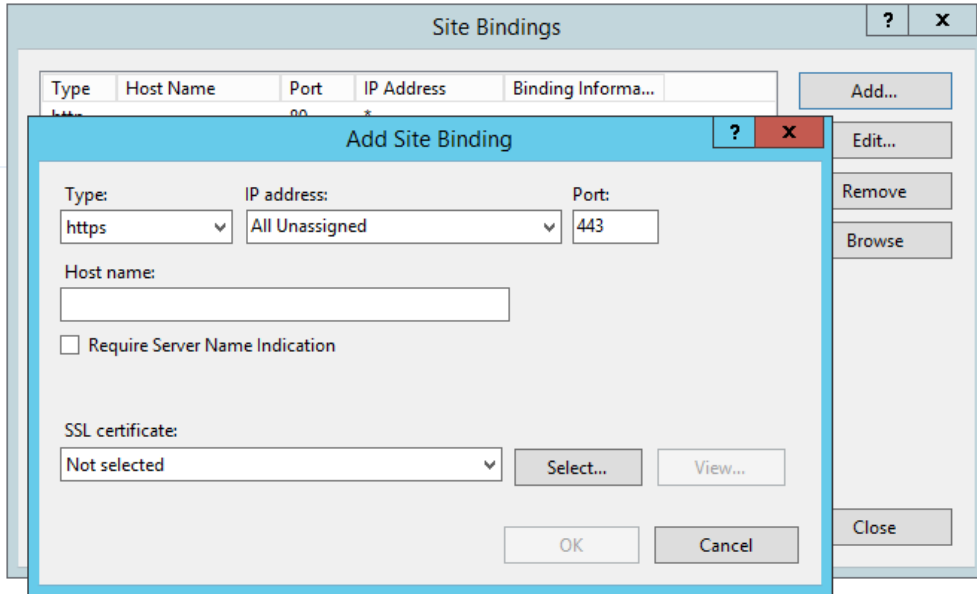 Site Bindings
? x
Type Host Name Port IP Address Binding Informa...
http 80 *
Add...
Edit...
Remove
Browse
Close
Add Site Binding
? x
Type: IP address: Port:
https All Unassigned 443
Host name:
Require Server Name Indication
SSL certificate:
Not selected Select... View...
OK Cancel